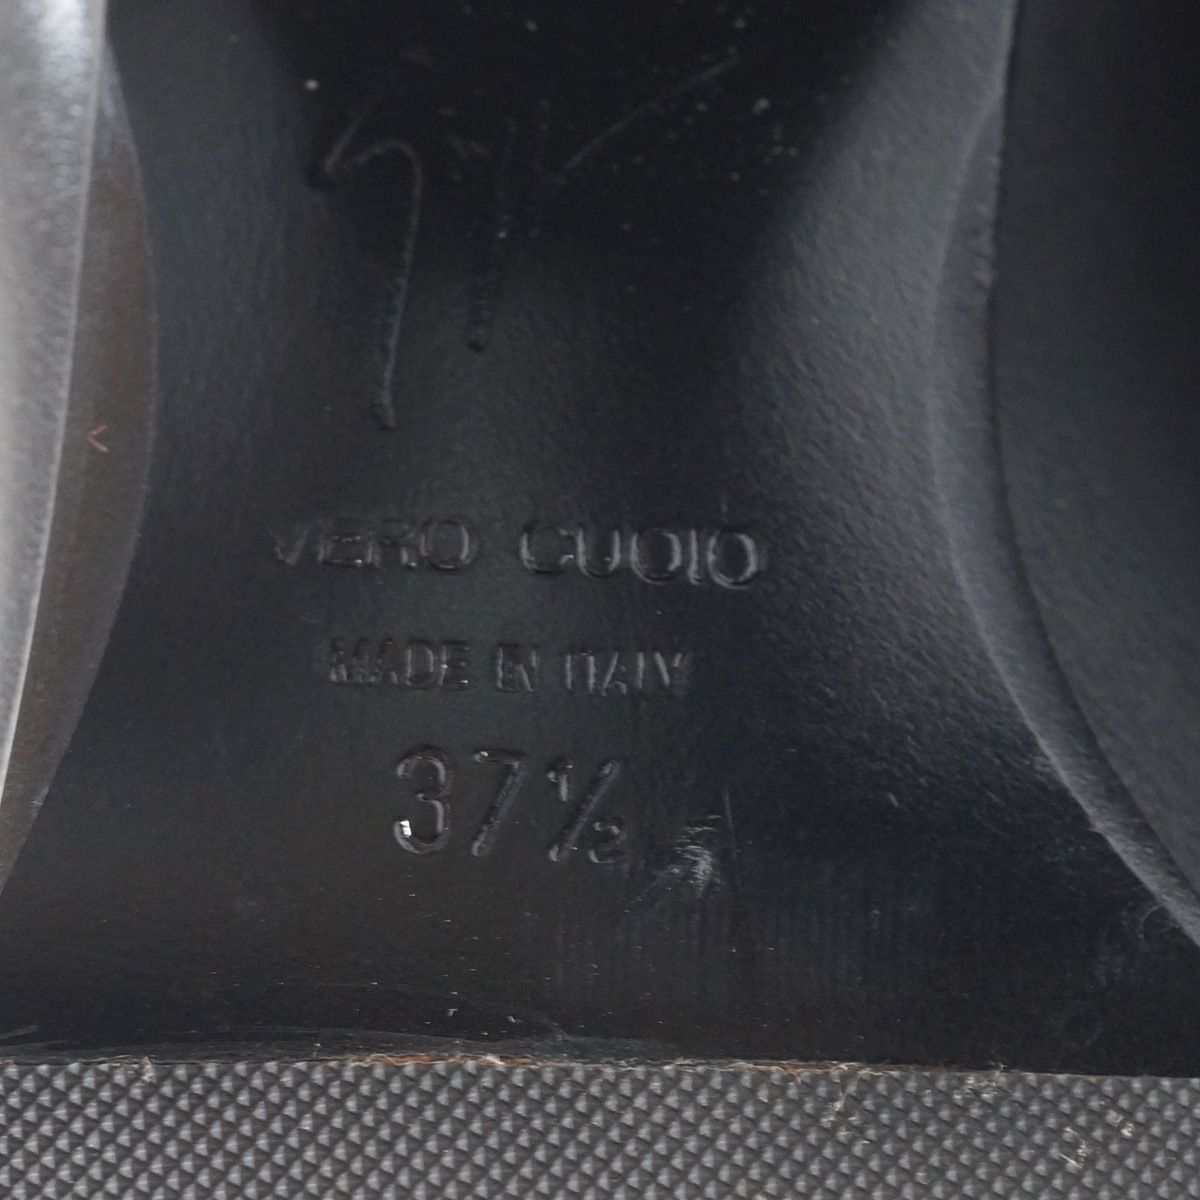 VERO CUOIO
MADE IN ITALY
37½